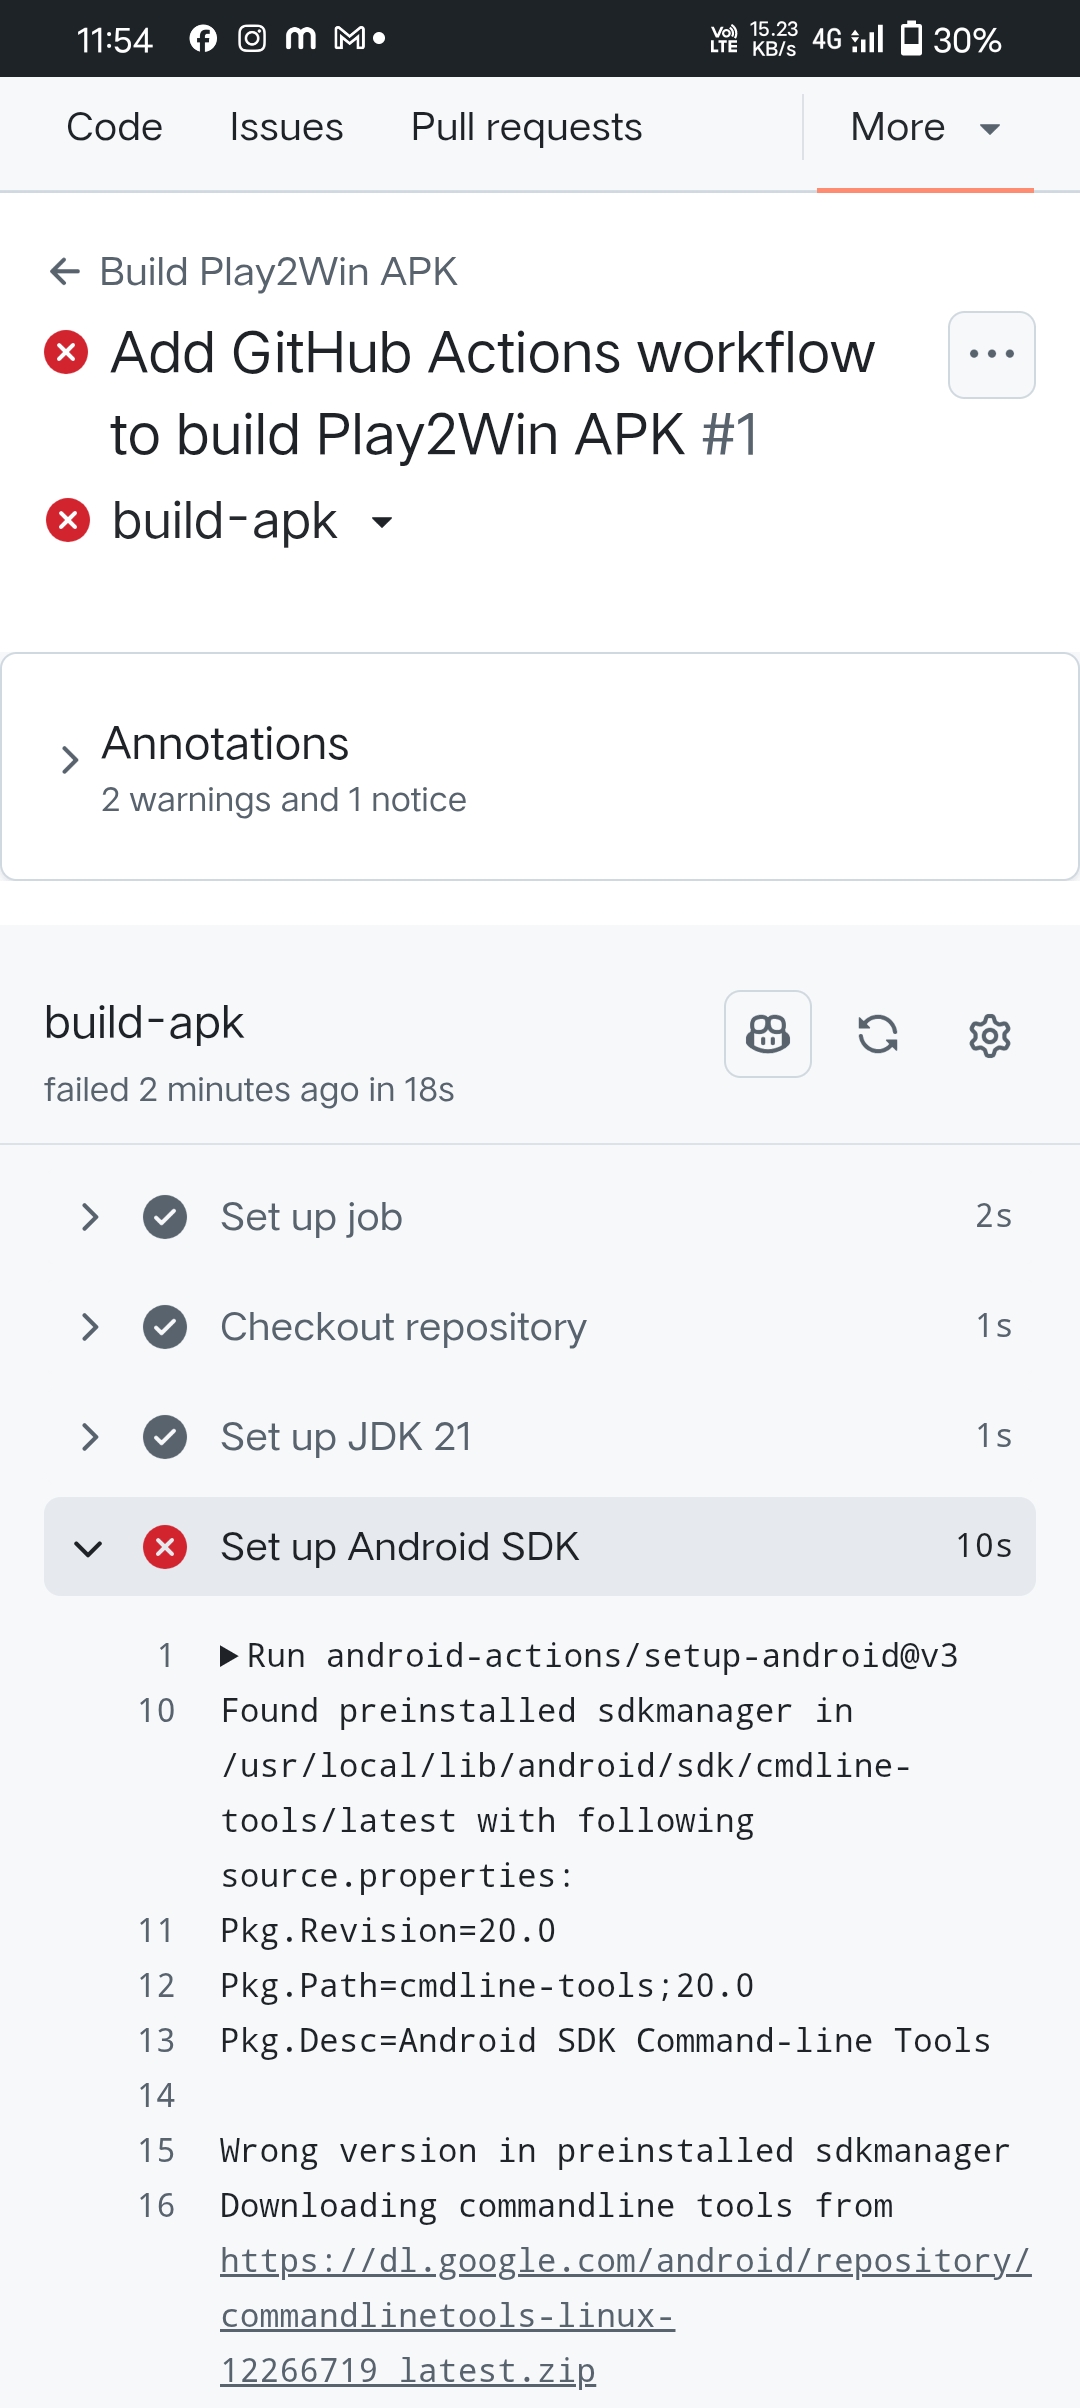 11:54
Vo)) LTE 15.23 KB/s 4G 30%
Code Issues Pull requests More
Build Play2Win APK
Add GitHub Actions workflow
to build Play2Win APK #1
build-apk
Annotations
2 warnings and 1 notice
build-apk
failed 2 minutes ago in 18s
Set up job 2s
Checkout repository 1s
Set up JDK 21 1s
Set up Android SDK 10s
1 Run android-actions/setup-android@v3
10 Found preinstalled sdkmanager in
/usr/local/lib/android/sdk/cmdline-
tools/latest with following
source.properties:
11 Pkg.Revision=20.0
12 Pkg.Path=cmdline-tools;20.0
13 Pkg.Desc=Android SDK Command-line Tools
14
15 Wrong version in preinstalled sdkmanager
16 Downloading commandline tools from
https://dl.google.com/android/repository/
commandlinetools-linux-
12266719_latest.zip